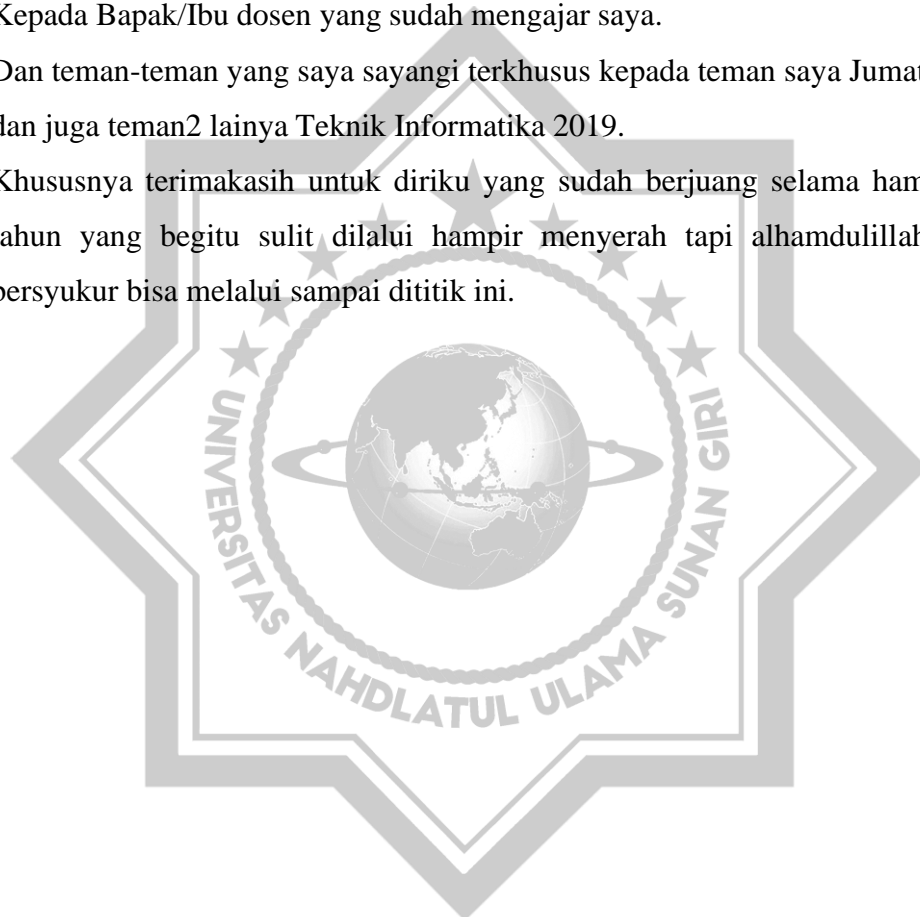 Kepada Bapak/Ibu dosen yang sudah mengajar saya.
Dan teman-teman yang saya sayangi terkhusus kepada teman saya Jumat
dan juga teman2 lainya Teknik Informatika 2019.
Khususnya terimakasih untuk diriku yang sudah berjuang selama ham
tahun yang begitu sulit dilalui hampir menyerah tapi alhamdulillah
bersyukur bisa melalui sampai dititik ini.
UNIVERSITAS NAHDLATUL ULAMA SUNAN GIRI